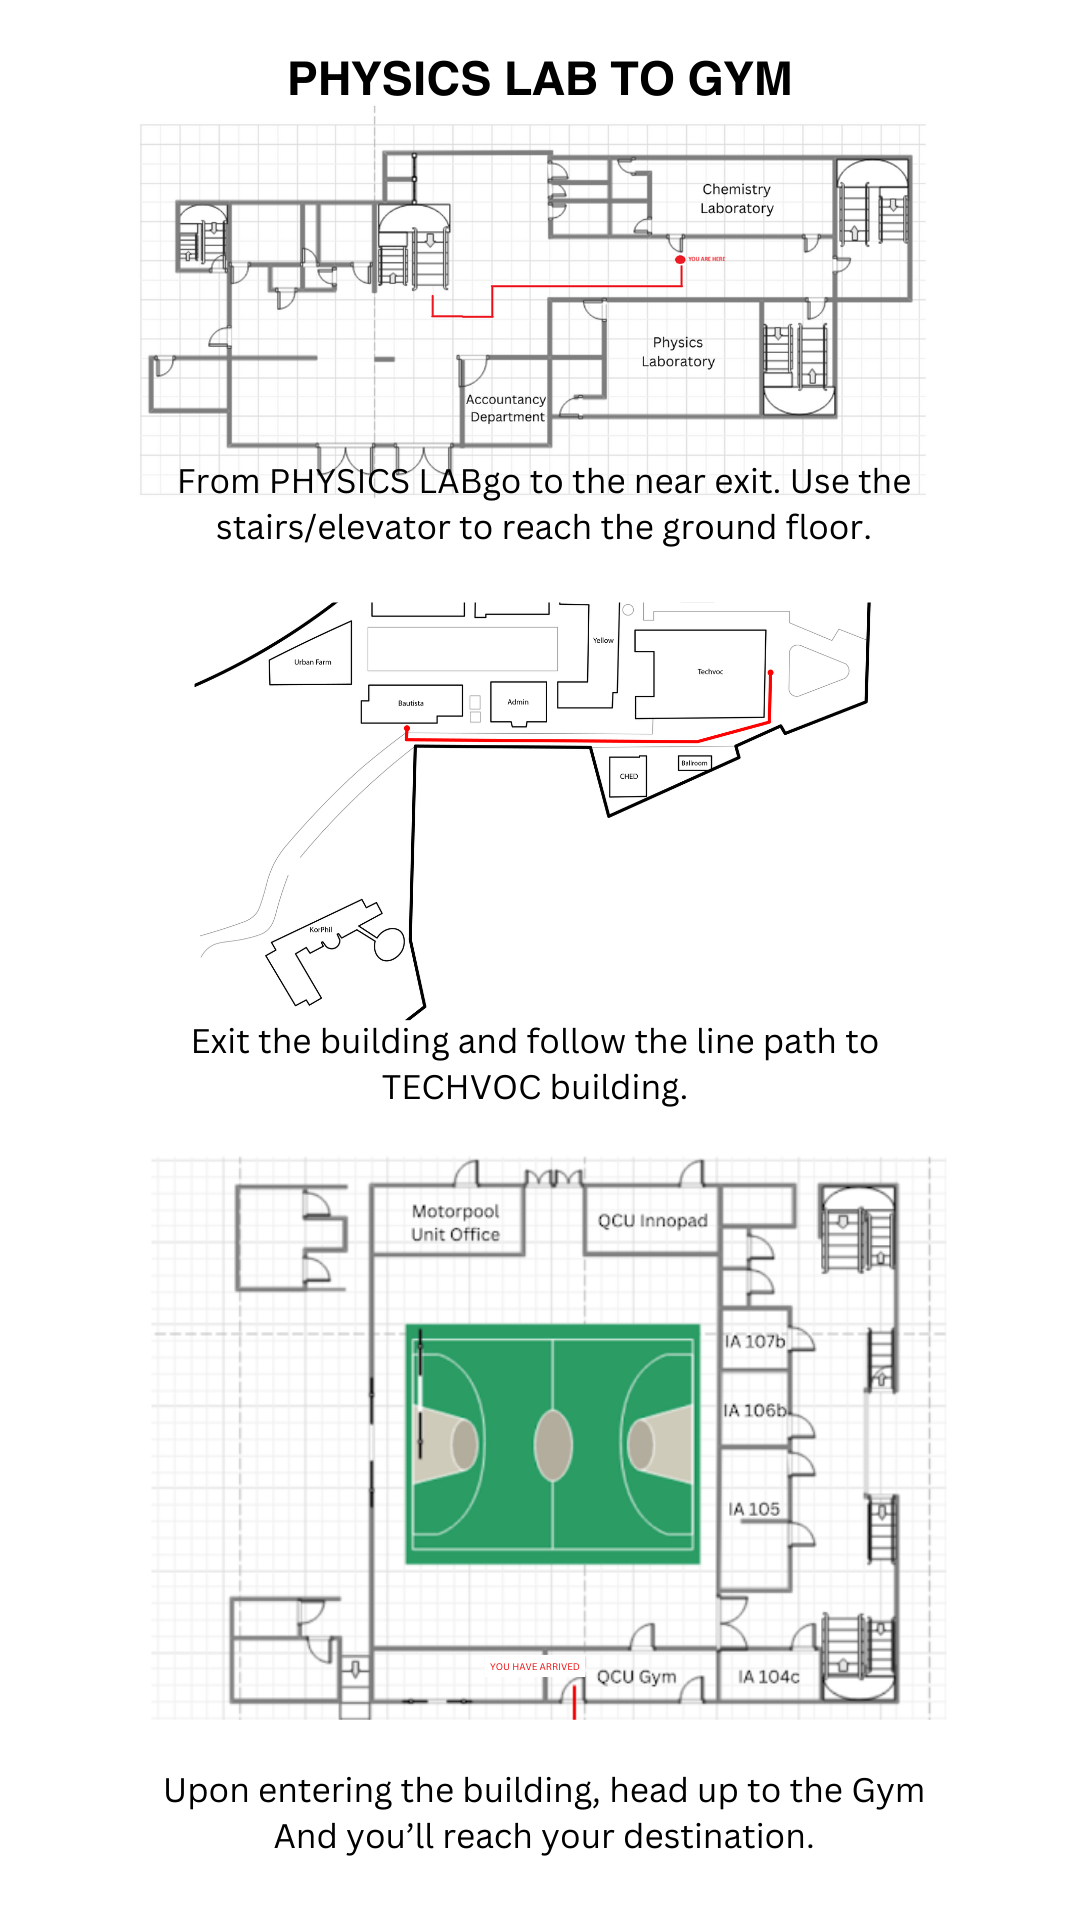 PHYSICS LAB TO GYM
Chemistry
Laboratory
YOU ARE HERE
Physics
Laboratory
Accountancy
Department
From PHYSICS LABgo to the near exit. Use the
stairs/elevator to reach the ground floor.
Yellow
Urban Farm
Techvoc
Bautista
Admin
CHED
Ballroom
KorPhil
Exit the building and follow the line path to
TECHVOC building.
Motorpool
Unit Office
QCU Innopad
IA 107b
IA 106b
IA 105
YOU HAVE ARRIVED
QCU Gym
IA 104c
Upon entering the building, head up to the Gym
And you’ll reach your destination.